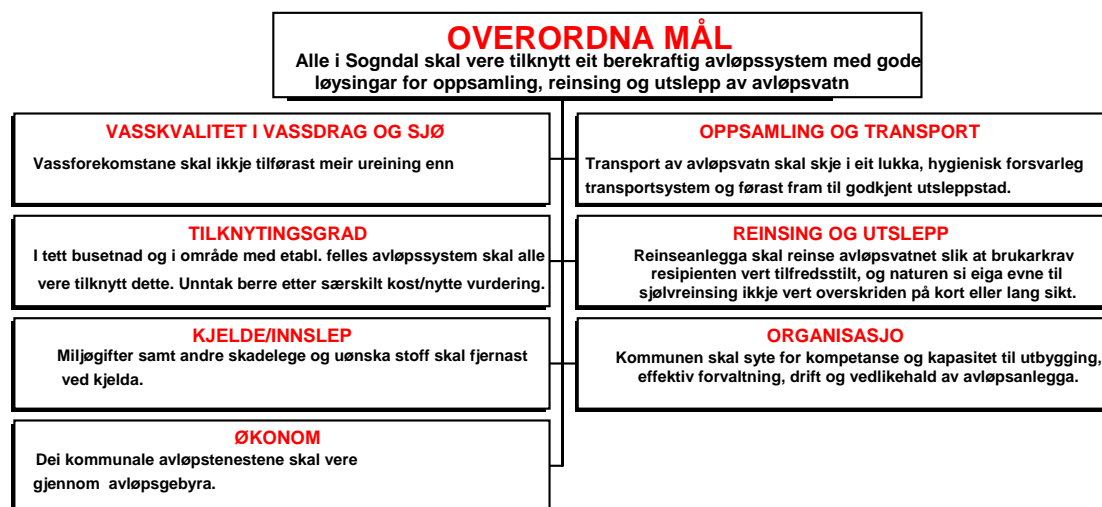 OVERORDNA MÅL
Alle i Sogndal skal vere tilknytt eit berekraftig avløpssystem med gode
løysingar for oppsamling, reinsing og utslepp av avløpsvatn
VASSKVALITET I VASSDRAG OG SJØ
Vassforekomstane skal ikkje tilførast meir ureining enn
OPPSAMLING OG TRANSPORT
Transport av avløpsvatn skal skje i eit lukka, hygienisk forsvarleg
transportsystem og førast fram til godkjent utsleppstad.
TILKNYTINGSGRAD
I tett busetnad og i område med etabl. felles avløpssystem skal alle
vere tilknytt dette. Unntak berre etter særskilt kost/nytte vurdering.
REINSING OG UTSLEPP
Reinseanlegga skal reinse avløpsvatnet slik at brukarkrav
resipienten vert tilfredsstilt, og naturen si eiga evne til
sjølvreinsing ikkje vert overskriden på kort eller lang sikt.
KJELDE/INNSLEP
Miljøgifter samt andre skadelege og uønska stoff skal fjernast
ved kjelda.
ORGANISASJO
Kommunen skal syte for kompetanse og kapasitet til utbygging,
effektiv forvaltning, drift og vedlikehald av avløpsanlegga.
ØKONOM
Dei kommunale avløpstenestene skal vere
gjennom avløpsgebyra.